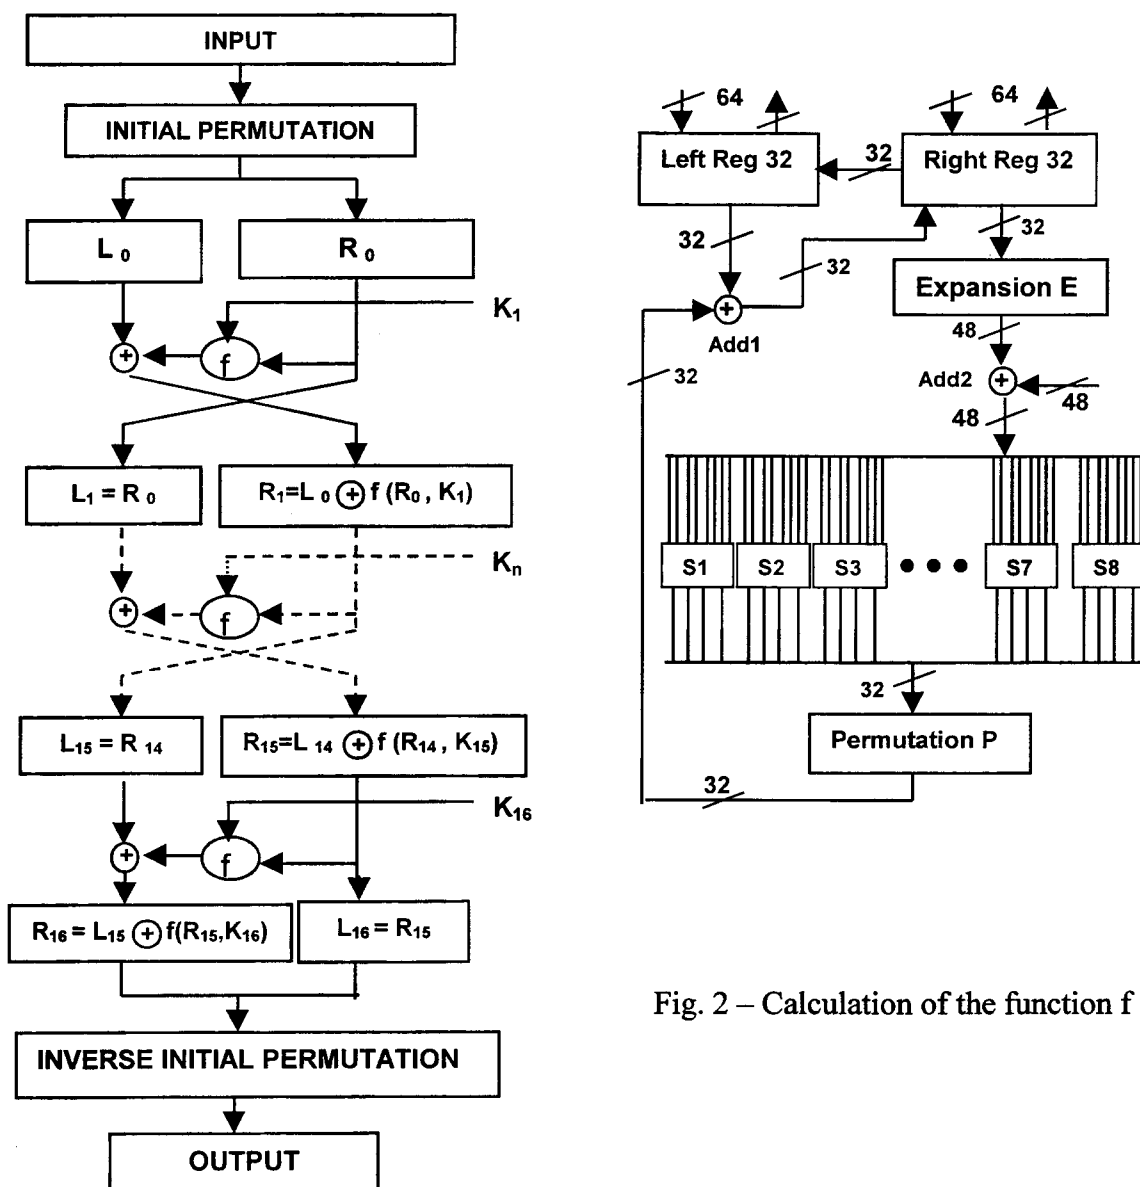 INPUT
INITIAL PERMUTATION
L 0
R 0
K1
+
f
L1 = R 0
R1=L 0 + f (R0 , K1)
Kn
+
f
L15 = R 14
R15=L 14 + f (R14 , K15)
K16
+
f
R16 = L15 + f(R15,K16)
L16 = R15
INVERSE INITIAL PERMUTATION
OUTPUT
64
64
Left Reg 32
32
Right Reg 32
32
32
32
Expansion E
+
Add1
48
32
Add2
+
48
48
S1
S2
S3
S7
S8
32
Permutation P
32
Fig. 2 – Calculation of the function f